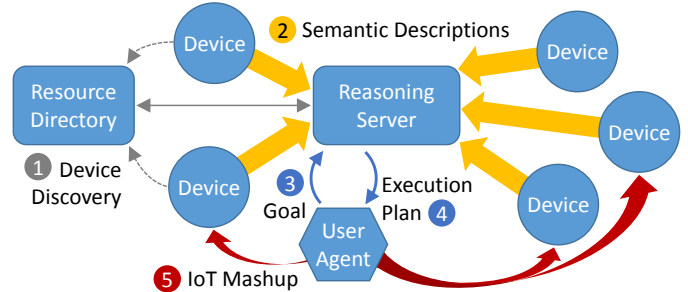 Device
2 Semantic Descriptions
Device
Resource
Directory
Reasoning
Server
Device
1 Device
Discovery
Device
3
Goal
Execution
Plan 4
Device
User
Agent
5 IoT Mashup